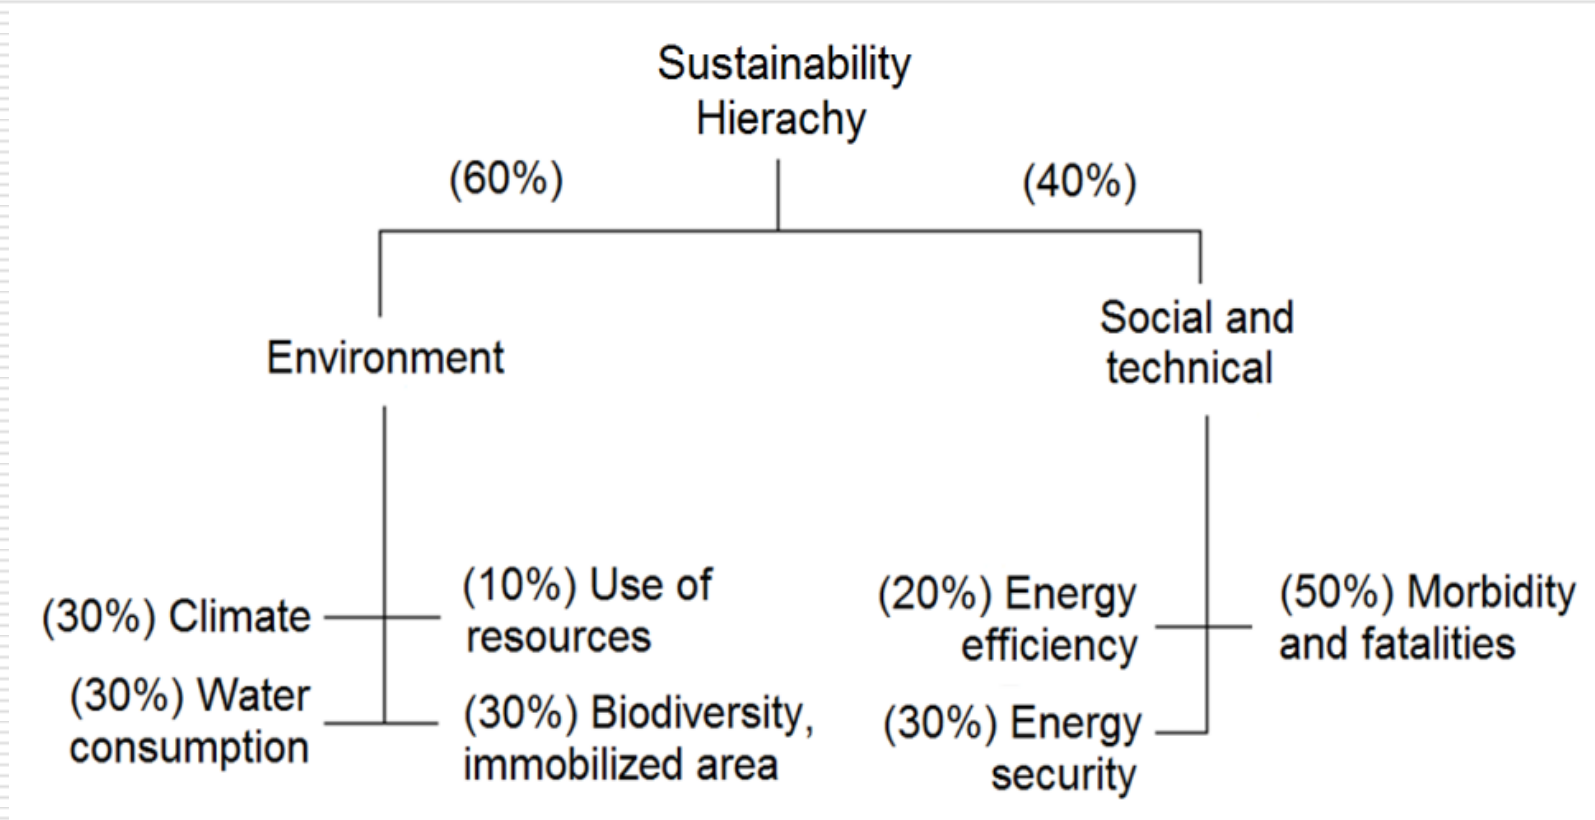 Sustainability
Hierachy
(60%)
(40%)
Environment
Social and
technical
(30%) Climate
(10%) Use of
resources
(30%) Water
consumption
(30%) Biodiversity,
immobilized area
(20%) Energy
efficiency
(50%) Morbidity
and fatalities
(30%) Energy
security